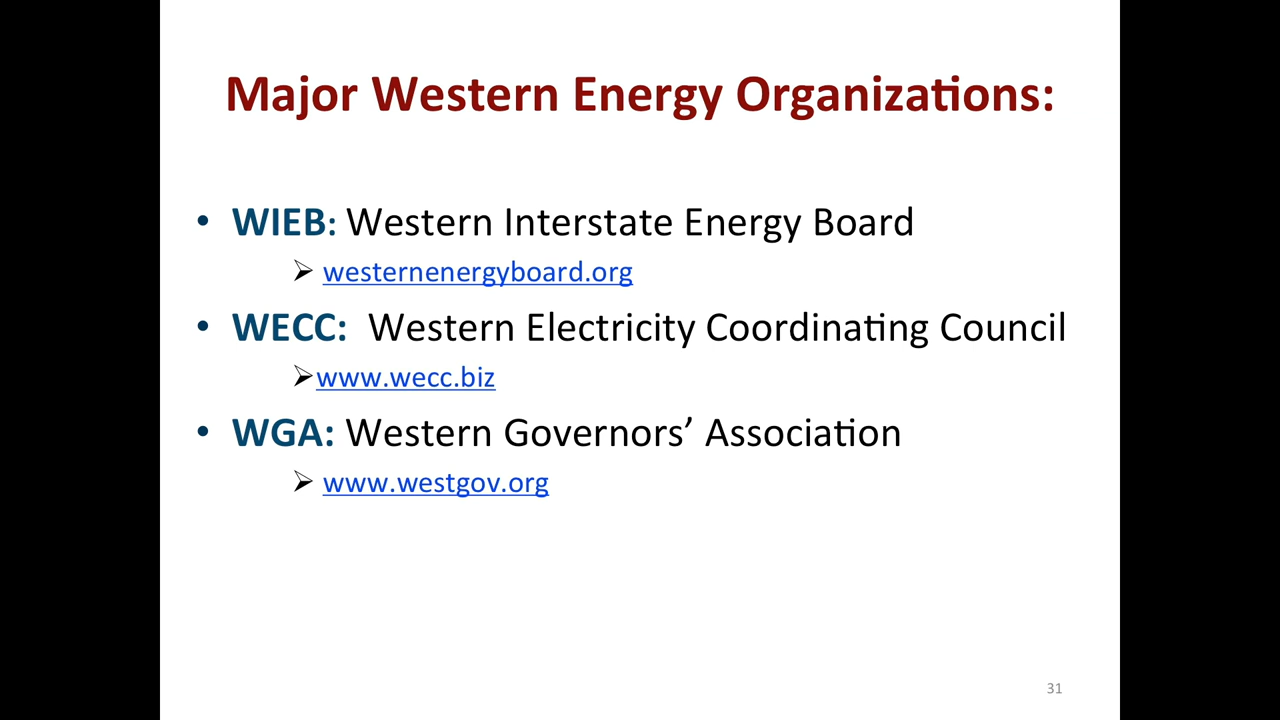 Major Western Energy Organizations:
• WIEB: Western Interstate Energy Board
➢ westernenergyboard.org
• WECC: Western Electricity Coordinating Council
➢www.wecc.biz
• WGA: Western Governors’ Association
➢ www.westgov.org
31